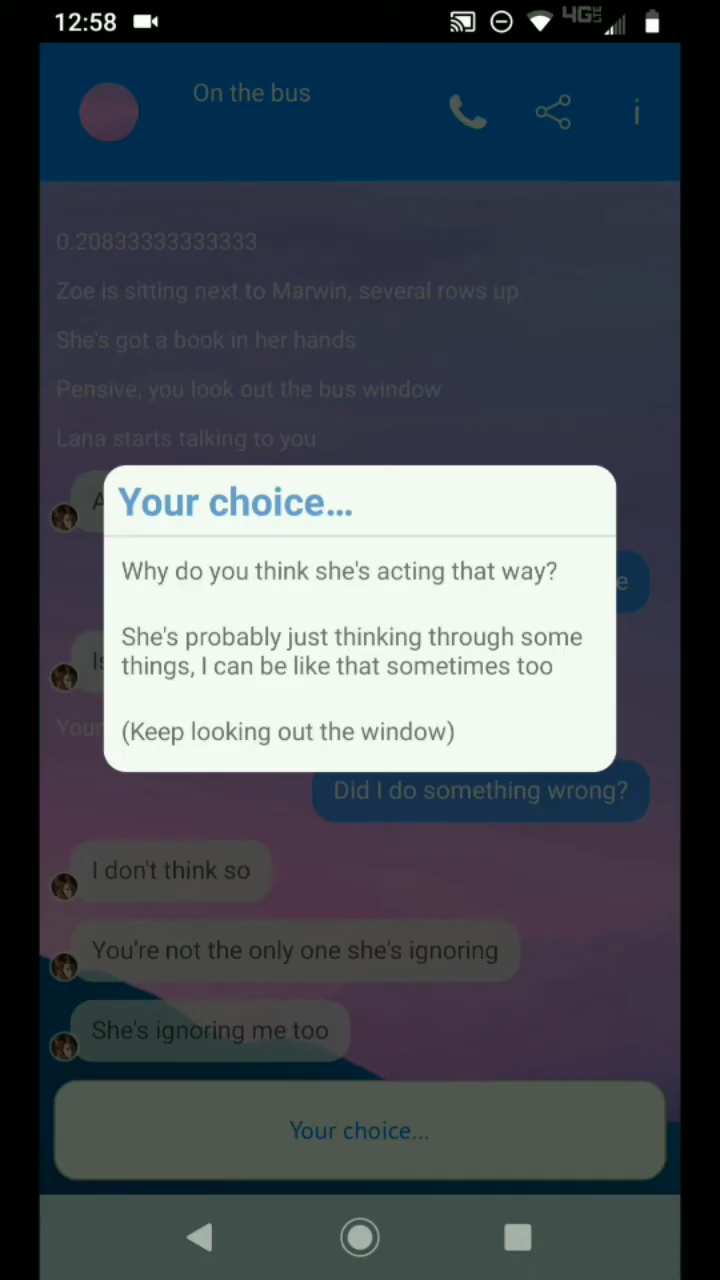 12:58
4G LTE
On the bus
i
0.20833333333333
Zoe is sitting next to Marwin, several rows up
She's got a book in her hands
Pensive, you look out the bus window
Lana starts talking to you
Your choice...
Why do you think she's acting that way?
She's probably just thinking through some
things, I can be like that sometimes too
(Keep looking out the window)
Did I do something wrong?
I don't think so
You're not the only one she's ignoring
She's ignoring me too
Your choice...